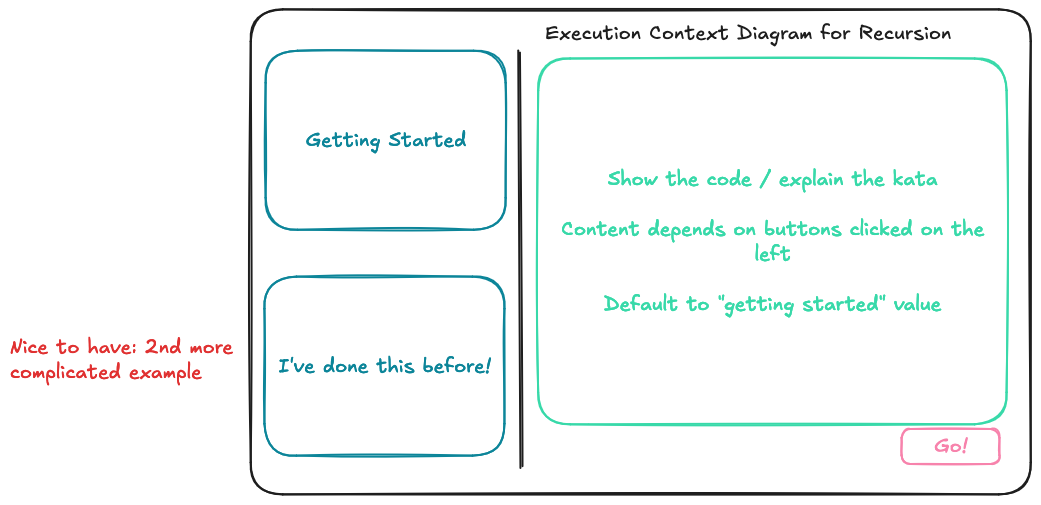 Execution Context Diagram for Recursion
Getting Started
I've done this before!
Nice to have: 2nd more
complicated example
Show the code / explain the kata
Content depends on buttons clicked on the
left
Default to "getting started" value
Go!